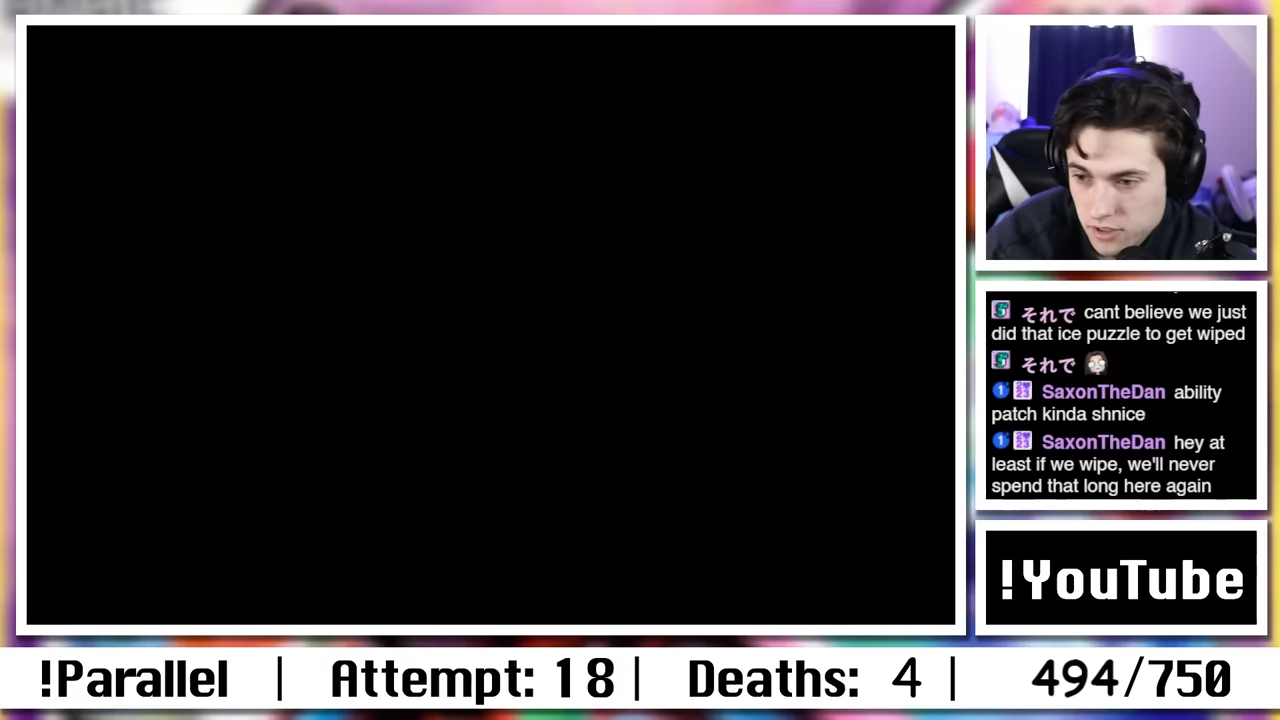 それで cant believe we just
did that ice puzzle to get wiped
それで
SaxonTheDan ability
patch kinda shnice
SaxonTheDan hey at
least if we wipe, we'll never
spend that long here again
!YouTube
!Parallel | Attempt: 18 | Deaths: 4 | 494/750